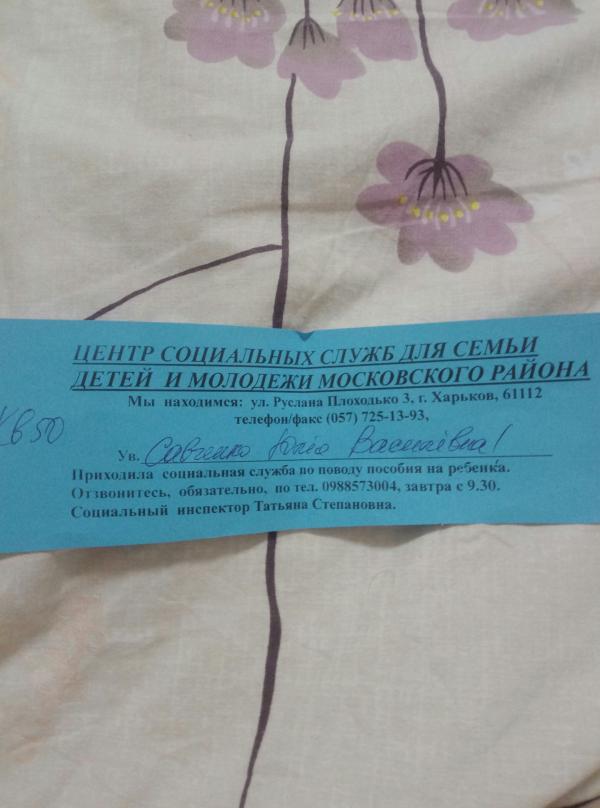 ЦЕНТР СОЦИАЛЬНЫХ СЛУЖБ ДЛЯ СЕМЬИ
ДЕТЕЙ И МОЛОДЕЖИ МОСКОВСКОГО РАЙОНА
Мы находимся: ул. Руслана Плоходько 3, г. Харьков, 61112
телефон/факс (057) 725-13-93,
кв 50
Ув. Савченко Юлія Василівна!
Приходила социальная служба по поводу пособия на ребенка.
Отзвонитесь, обязательно, по тел. 0988573004, завтра с 9.30.
Социальный инспектор Татьяна Степановна.